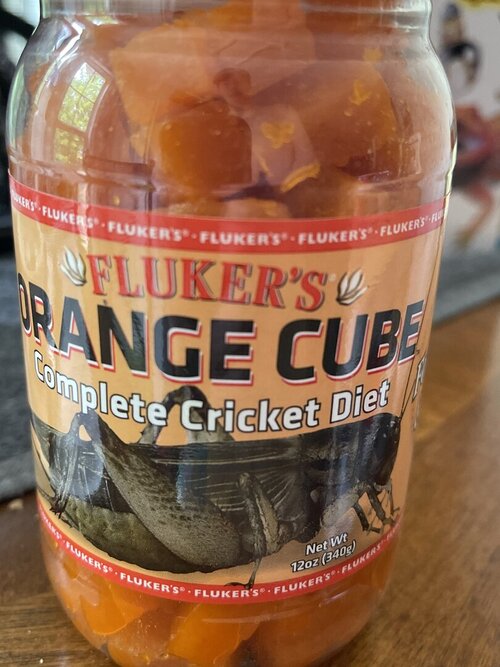 FLUKER'S® · FLUKER'S® · FLUKER'S® · FLUKER'S® · FLUKER'S®
FLUKER'S
ORANGE CUBE
Complete Cricket Diet
Net Wt
12oz (340g)
FLUKER'S® · FLUKER'S® · FLUKER'S® · FLUKER'S® · FLUKER'S®